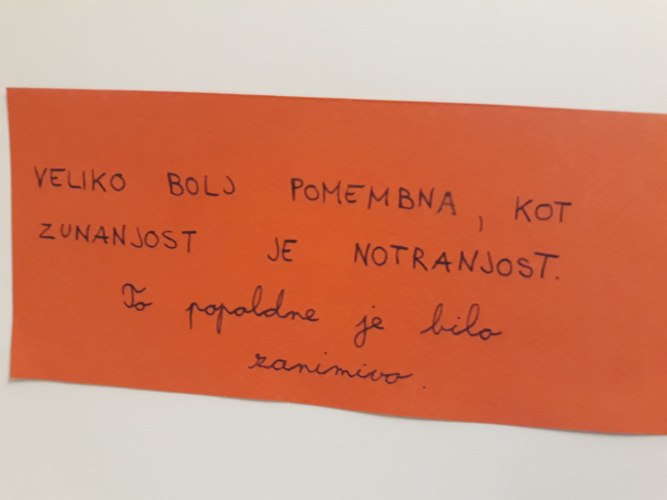 VELIKO BOLJ POMEMBNA, KOT
ZUNANJOST JE NOTRANJOST.
To popoldne je bilo
zanimivo.